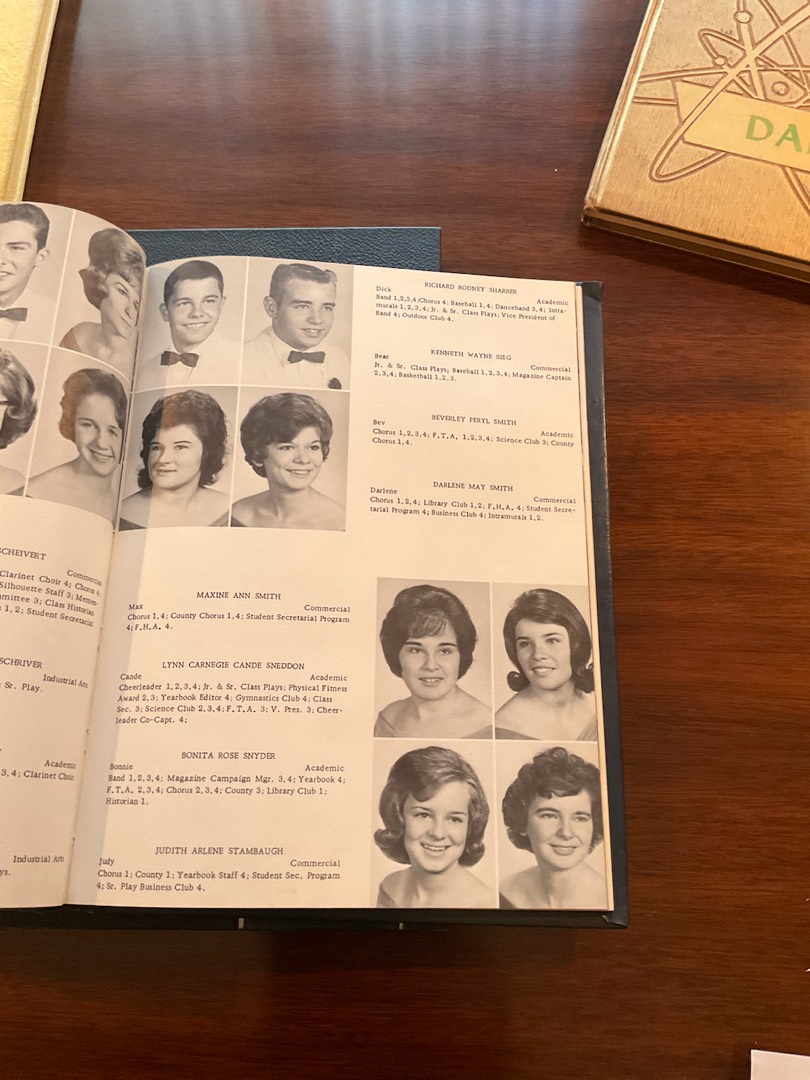 DA
SCHEIVERT
Commercial
Clarinet Choir 4; Chorus 4,
Silhouette Staff 3; Memor-
mittee 3; Class Historian
1, 2; Student Secretarial
SCHRIVER
Industrial Arts
Sr. Play.
Academic
3, 4; Clarinet Choir
Industrial Arts
ys.
RICHARD RODNEY SHARRER
Dick Academic
Band 1,2,3,4;Chorus 4; Baseball 1,4; Danceband 3,4; Intra-
murals 1,2,3,4; Jr. & Sr. Class Plays; Vice President of
Band 4; Outdoor Club 4.
KENNETH WAYNE SIEG
Bear Commercial
Jr. & Sr. Class Plays; Baseball 1,2,3,4; Magazine Captain
2,3,4; Basketball 1,2,3.
BEVERLEY PERYL SMITH
Bev Academic
Chorus 1,2,3,4; F.T.A. 1,2,3,4; Science Club 3; County
Chorus 1,4.
DARLENE MAY SMITH
Darlene Commercial
Chorus 1,2,4; Library Club 1,2; F.H.A. 4; Student Secre-
tarial Program 4; Business Club 4; Intramurals 1,2.
MAXINE ANN SMITH
Max Commercial
Chorus 1,4; County Chorus 1,4; Student Secretarial Program
4; F.H.A. 4.
LYNN CARNEGIE CANDE SNEDDON
Cande Academic
Cheerleader 1,2,3,4; Jr. & Sr. Class Plays; Physical Fitness
Award 2,3; Yearbook Editor 4; Gymnastics Club 4; Class
Sec. 3; Science Club 2,3,4; F.T.A. 3; V. Pres. 3; Cheer-
leader Co-Capt. 4;
BONITA ROSE SNYDER
Bonnie Academic
Band 1,2,3,4; Magazine Campaign Mgr. 3,4; Yearbook 4;
F.T.A. 2,3,4; Chorus 2,3,4; County 3; Library Club 1;
Historian 1.
JUDITH ARLENE STAMBAUGH
Judy Commercial
Chorus 1; County 1; Yearbook Staff 4; Student Sec. Program
4; Sr. Play Business Club 4.